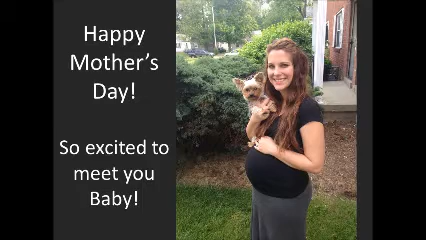 Happy
Mother's
Day!
So excited to
meet you
Baby!